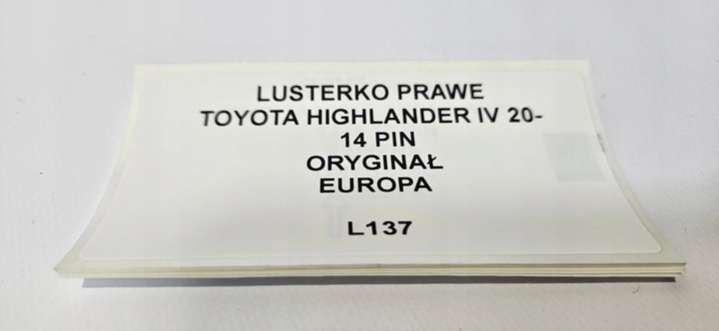 LUSTERKO PRAWE
TOYOTA HIGHLANDER IV 20-
14 PIN
ORYGINAŁ
EUROPA
L137